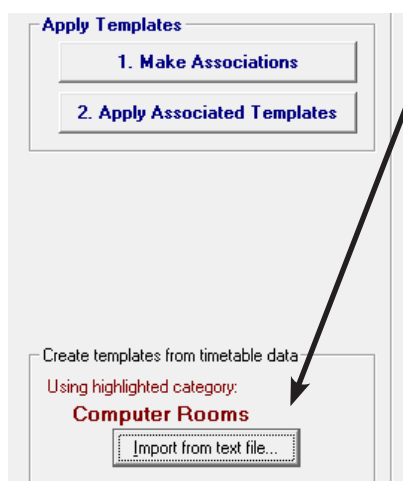 Apply Templates
1. Make Associations
2. Apply Associated Templates
Create templates from timetable data
Using highlighted category:
Computer Rooms
Import from text file...